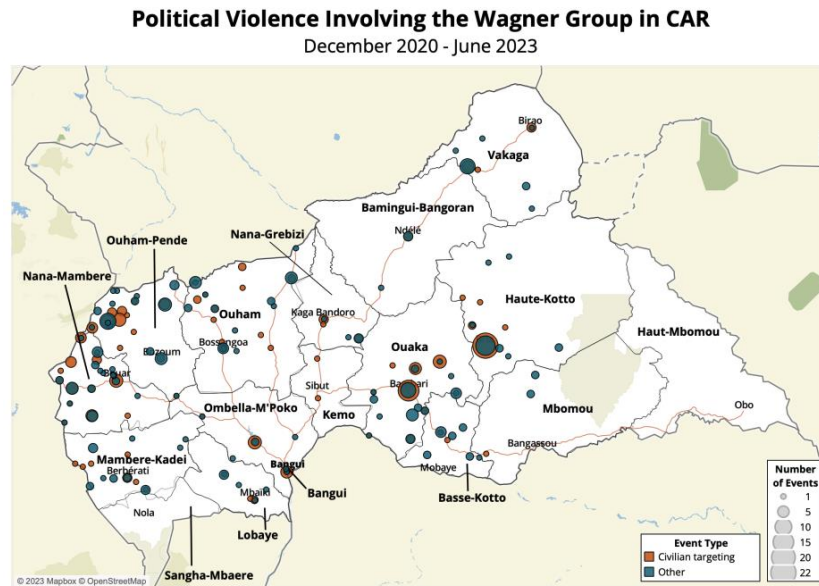 Political Violence Involving the Wagner Group in CAR
December 2020 - June 2023
Birao
Vakaga
Bamingui-Bangoran
Ndélé
Nana-Grebizi
Ouham-Pende
Nana-Mambere
Ouham
Kaga Bandoro
Haute-Kotto
Haut-Mbomou
Bossangoa
Bozoum
Ouaka
Bouar
Bambari
Sibut
Ombella-M'Poko
Kemo
Mbomou
Obo
Bangassou
Mambere-Kadei
Berbérati
Bangui
Mobaye
Mbaiki
Bangui
Basse-Kotto
Nola
Lobaye
Sangha-Mbaere
Number
of Events
1
5
10
15
20
22
Event Type
Civilian targeting
Other
© 2023 Mapbox © OpenStreetMap